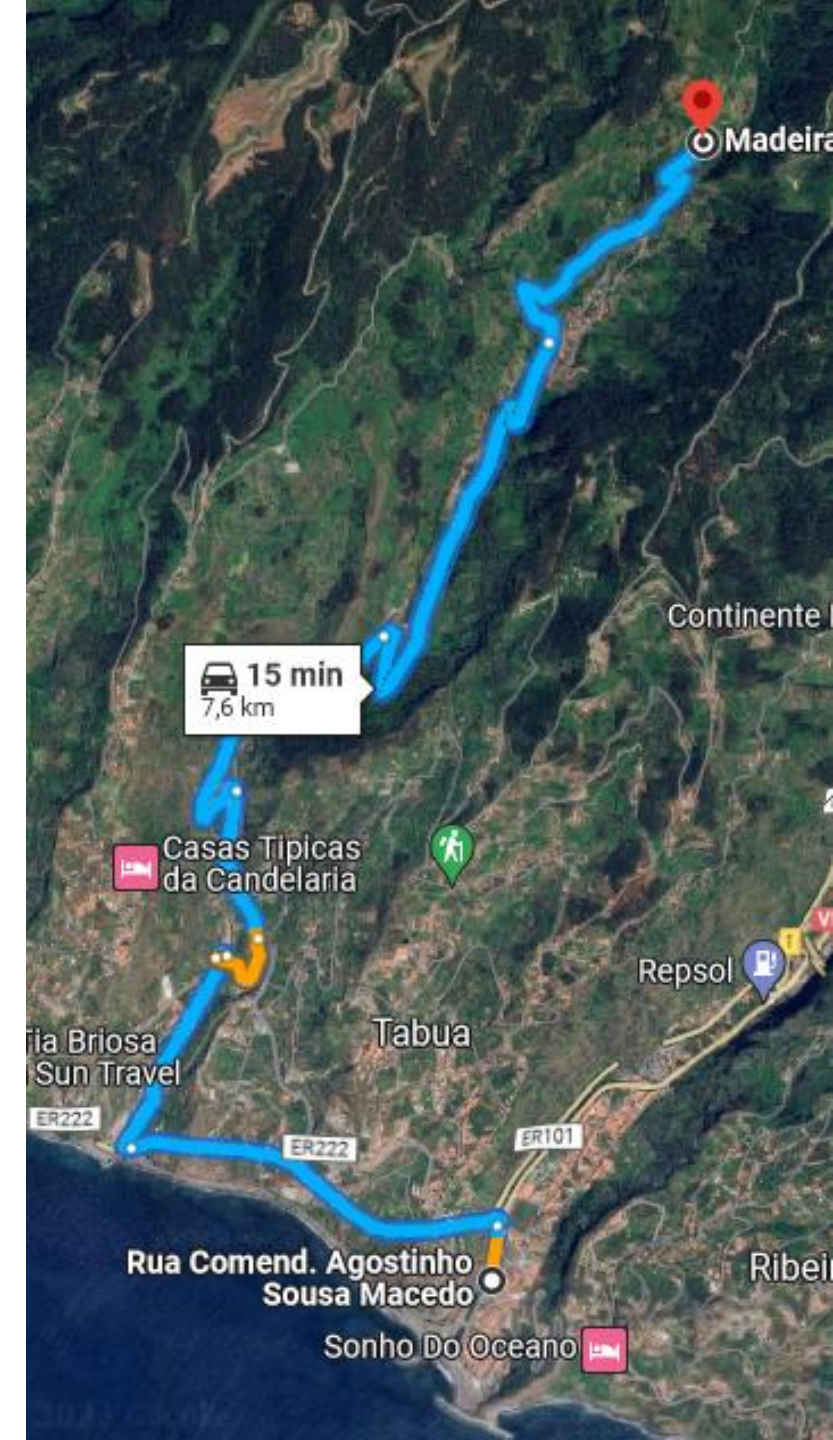 Madeira
Continente
15 min
7,6 km
Casas Tipicas
da Candelaria
Repsol
Tabua
Tia Briosa
Sun Travel
ER222
ER222
ER101
Rua Comend. Agostinho
Sousa Macedo
Ribei
Sonho Do Oceano